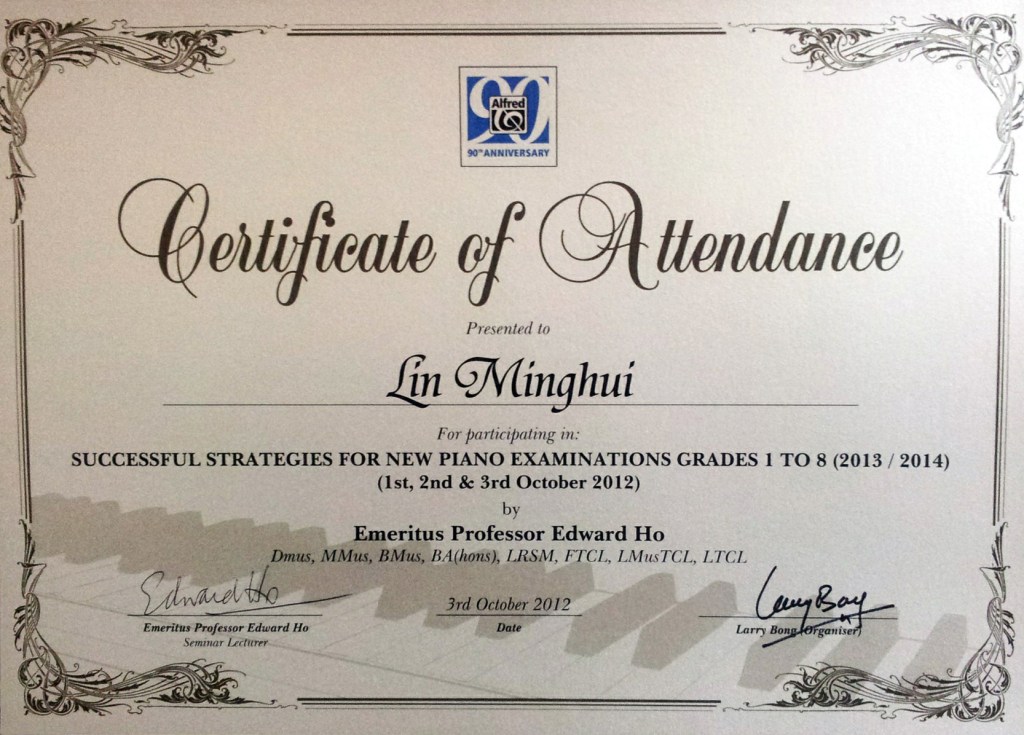 90
Alfred
90TH ANNIVERSARY
Certificate of Attendance
Presented to
Lin Minghui
For participating in:
SUCCESSFUL STRATEGIES FOR NEW PIANO EXAMINATIONS GRADES 1 TO 8 (2013 / 2014)
(1st, 2nd & 3rd October 2012)
by
Emeritus Professor Edward Ho
Dmus, MMus, BMus, BA(hons), LRSM, FTCL, LMusTCL, LTCL
Edward Ho
3rd October 2012
Larry Bong
Emeritus Professor Edward Ho
Date
Larry Bong (Organiser)
Seminar Lecturer